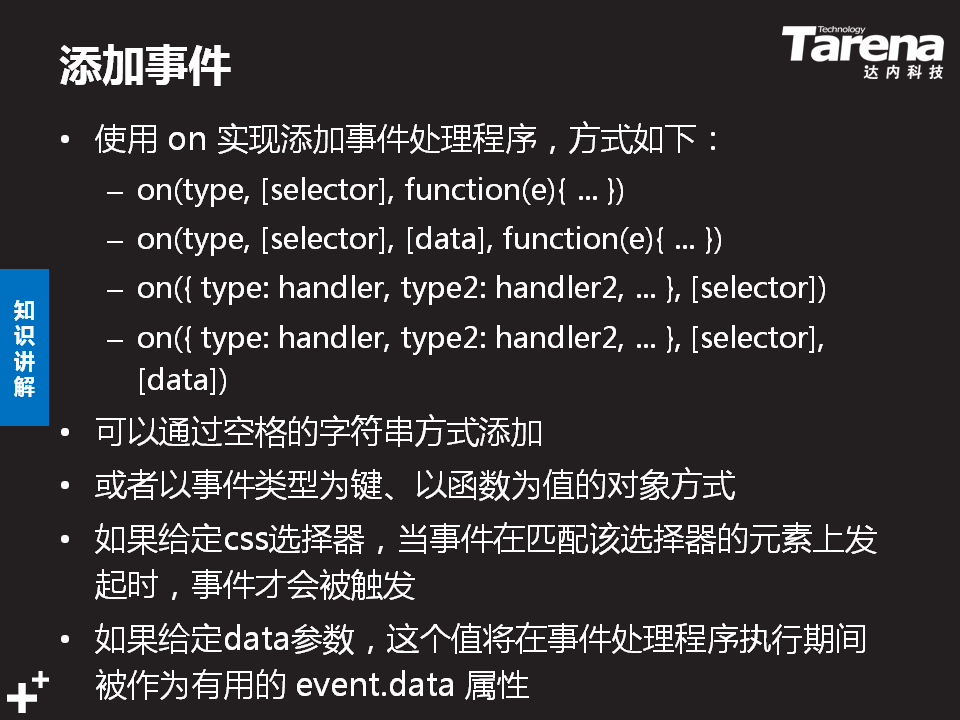 添加事件
Technology
Tarena
达内科技
• 使用 on 实现添加事件处理程序，方式如下：
– on(type, [selector], function(e){ ... })
– on(type, [selector], [data], function(e){ ... })
– on({ type: handler, type2: handler2, ... }, [selector])
– on({ type: handler, type2: handler2, ... }, [selector],
[data])
知识讲解
• 可以通过空格的字符串方式添加
• 或者以事件类型为键、以函数为值的对象方式
• 如果给定css选择器，当事件在匹配该选择器的元素上发
起时，事件才会被触发
• 如果给定data参数，这个值将在事件处理程序执行期间
被作为有用的 event.data 属性